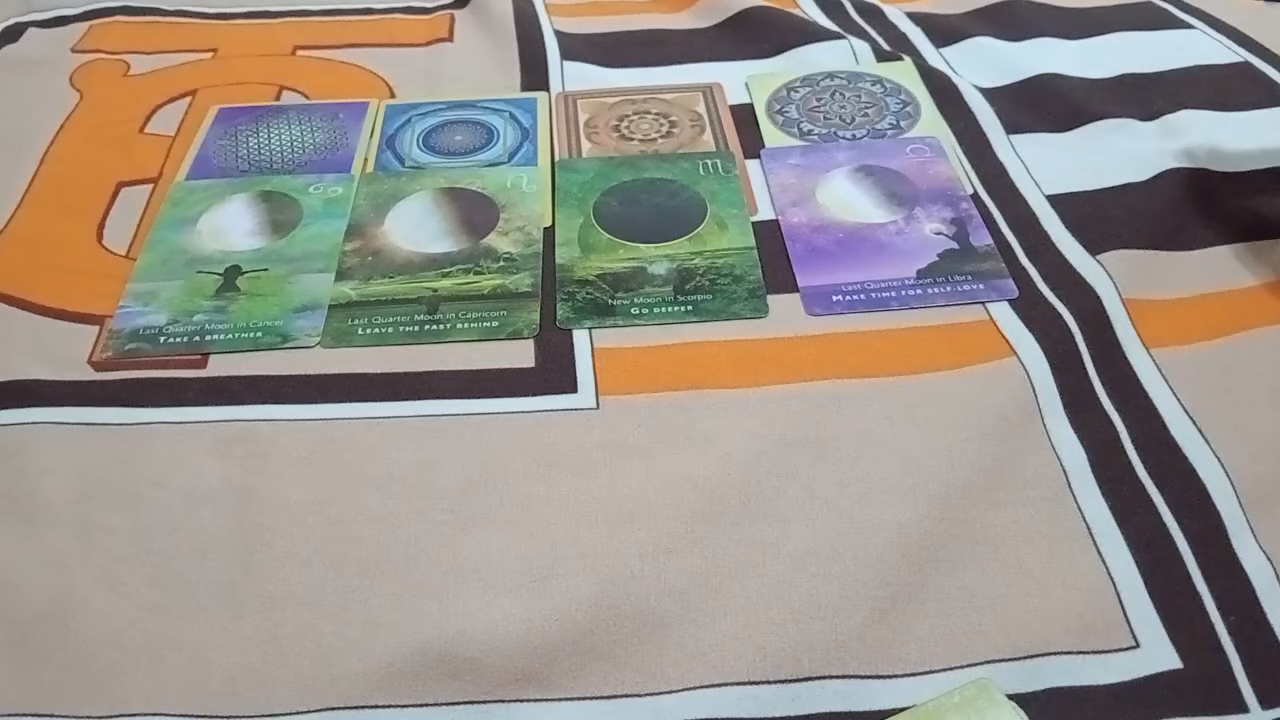 Last Quarter Moon in Cancer
TAKE A BREATHER
Last Quarter Moon in Capricorn
LEAVE THE PAST BEHIND
New Moon in Scorpio
GO DEEPER
Last Quarter Moon in Libra
MAKE TIME FOR SELF-LOVE